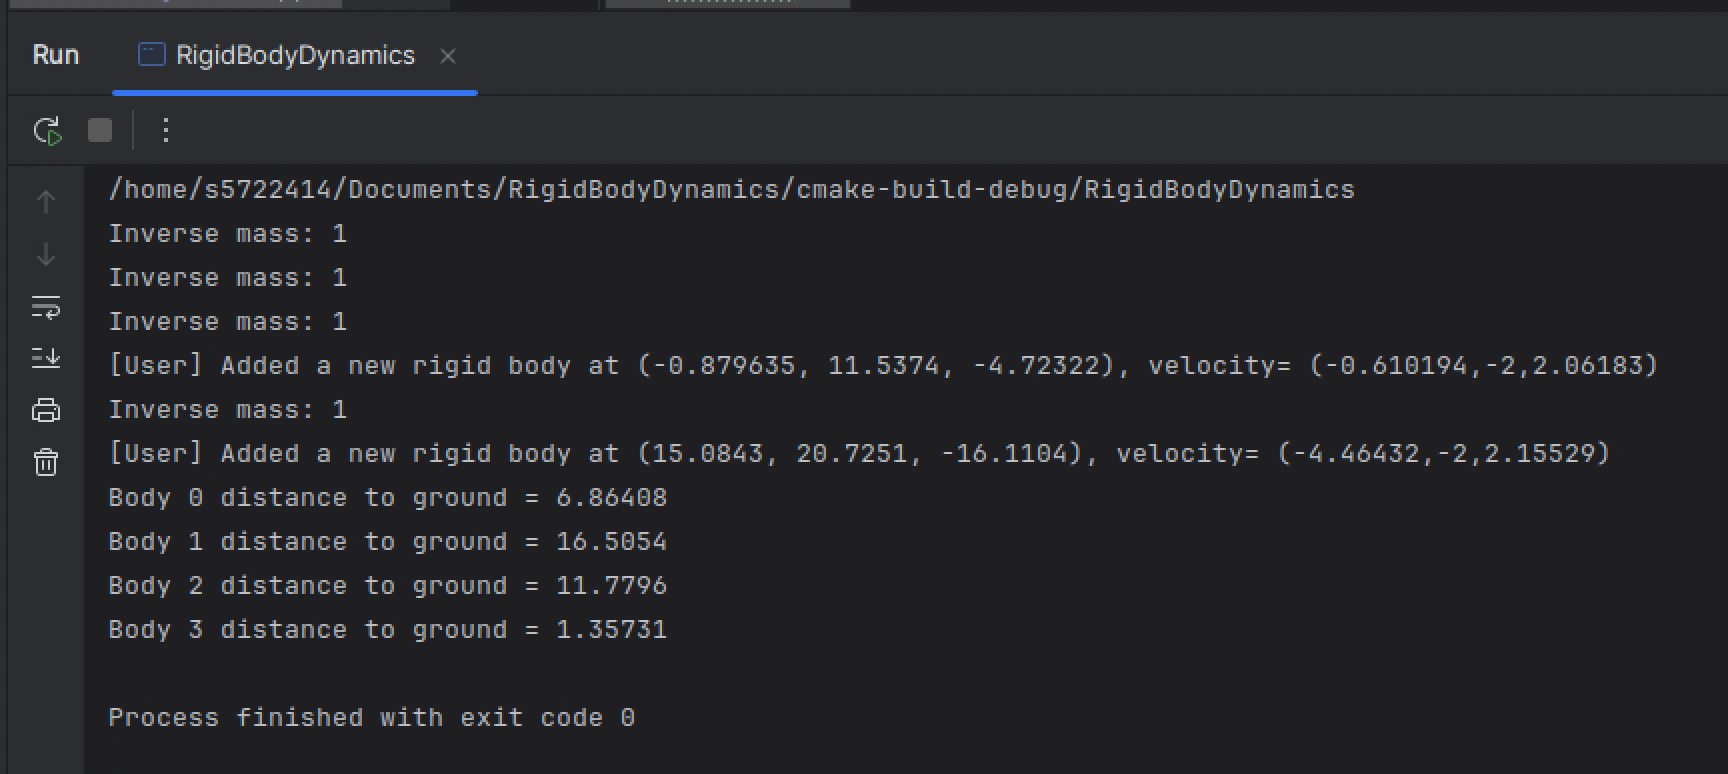 Run
RigidBodyDynamics
/home/s5722414/Documents/RigidBodyDynamics/cmake-build-debug/RigidBodyDynamics
Inverse mass: 1
Inverse mass: 1
Inverse mass: 1
[User] Added a new rigid body at (-0.879635, 11.5374, -4.72322), velocity= (-0.610194,-2,2.06183)
Inverse mass: 1
[User] Added a new rigid body at (15.0843, 20.7251, -16.1104), velocity= (-4.46432,-2,2.15529)
Body 0 distance to ground = 6.86408
Body 1 distance to ground = 16.5054
Body 2 distance to ground = 11.7796
Body 3 distance to ground = 1.35731
Process finished with exit code 0